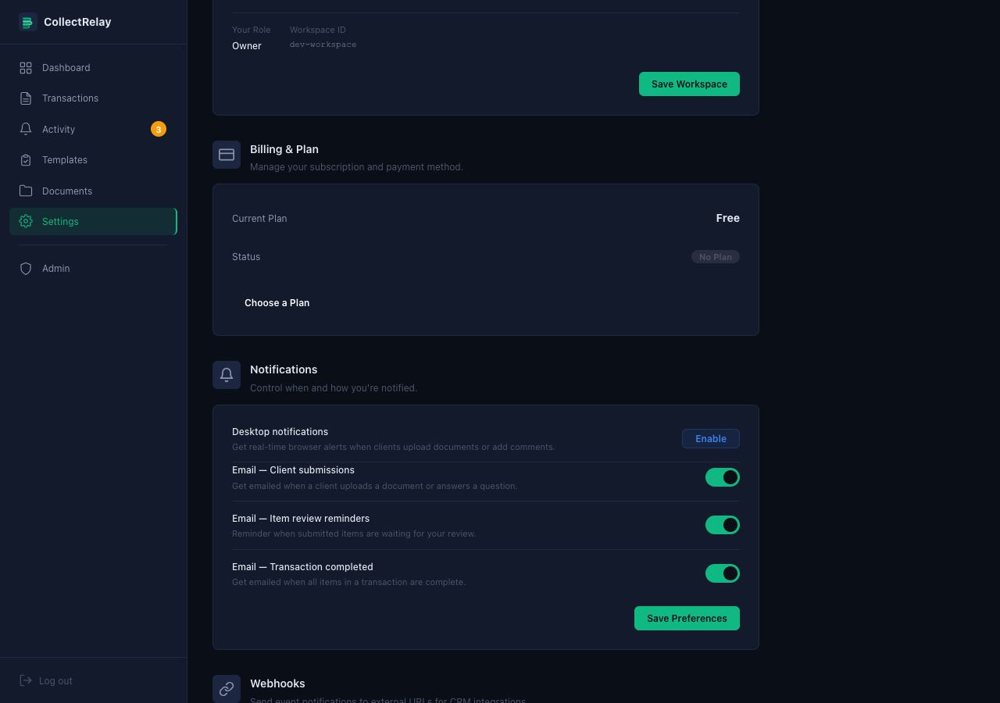 CollectRelay
Dashboard
Transactions
Activity
3
Templates
Documents
Settings
Admin
Log out
Your Role
Workspace ID
Owner
dev-workspace
Save Workspace
Billing & Plan
Manage your subscription and payment method.
Current Plan
Free
Status
No Plan
Choose a Plan
Notifications
Control when and how you're notified.
Desktop notifications
Get real-time browser alerts when clients upload documents or add comments.
Enable
Email — Client submissions
Get emailed when a client uploads a document or answers a question.
Email — Item review reminders
Reminder when submitted items are waiting for your review.
Email — Transaction completed
Get emailed when all items in a transaction are complete.
Save Preferences
Webhooks
Send event notifications to external URLs for CRM integrations.